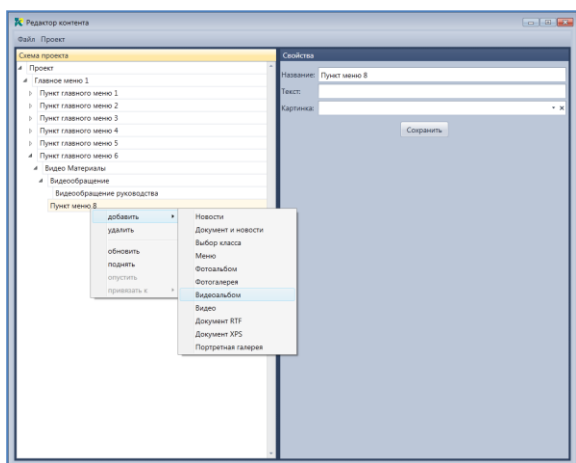 Редактор контента
Файл Проект
Схема проекта
Проект
Главное меню 1
Пункт главного меню 1
Пункт главного меню 2
Пункт главного меню 3
Пункт главного меню 4
Пункт главного меню 5
Пункт главного меню 6
Видео Материалы
Видеообращение
Видеообращение руководства
Пункт меню 8
добавить
удалить
обновить
поднять
опустить
привязать к
Новости
Документ и новости
Выбор класса
Меню
Фотоальбом
Фотогалерея
Видеоальбом
Видео
Документ RTF
Документ XPS
Портретная галерея
Свойства
Название: Пункт меню 8
Текст:
Картинка:
Сохранить